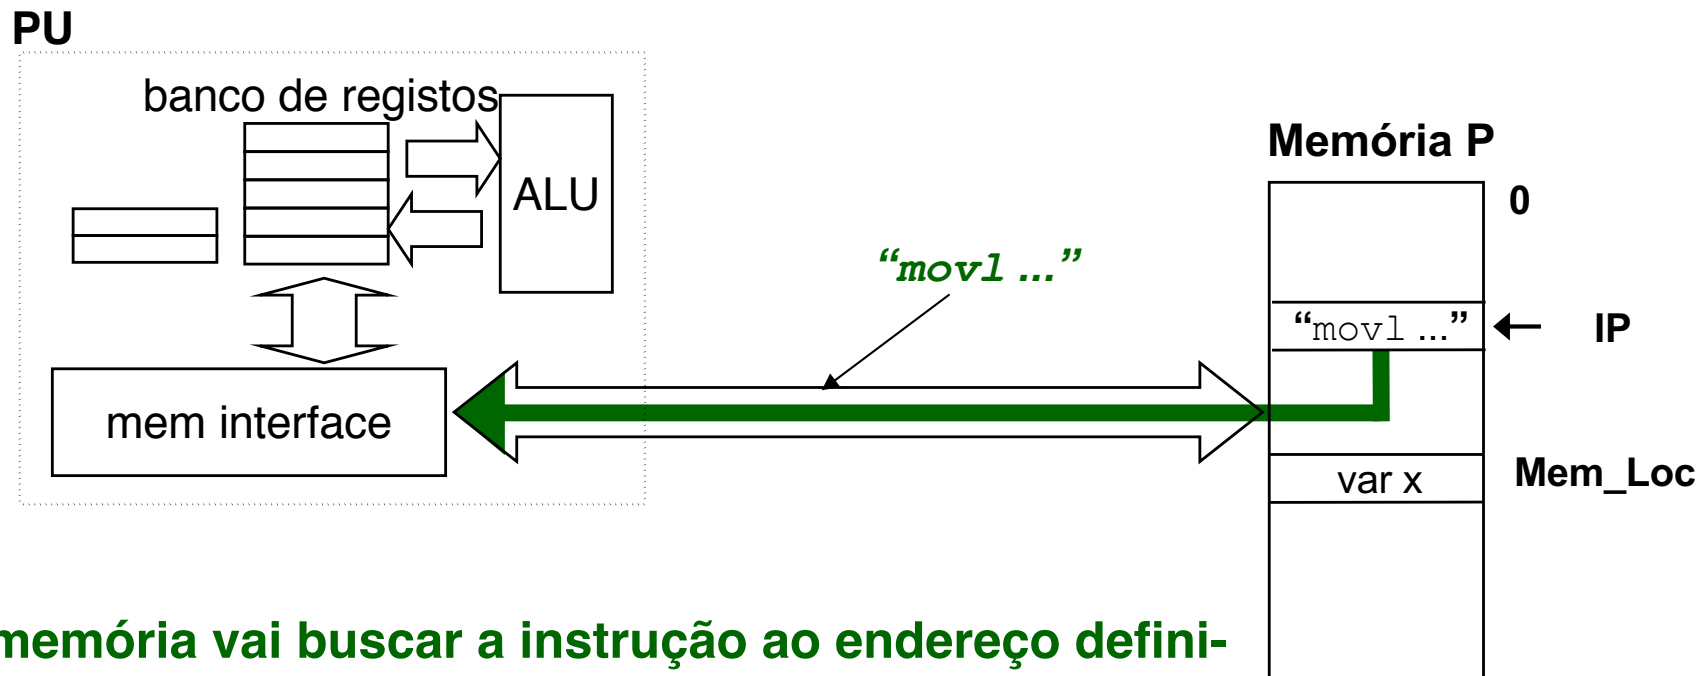 PU
banco de registos
ALU
mem interface
“movl ...”
Memória P
0
“movl ...”
IP
var x
Mem_Loc
memória vai buscar a instrução ao endereço defini-